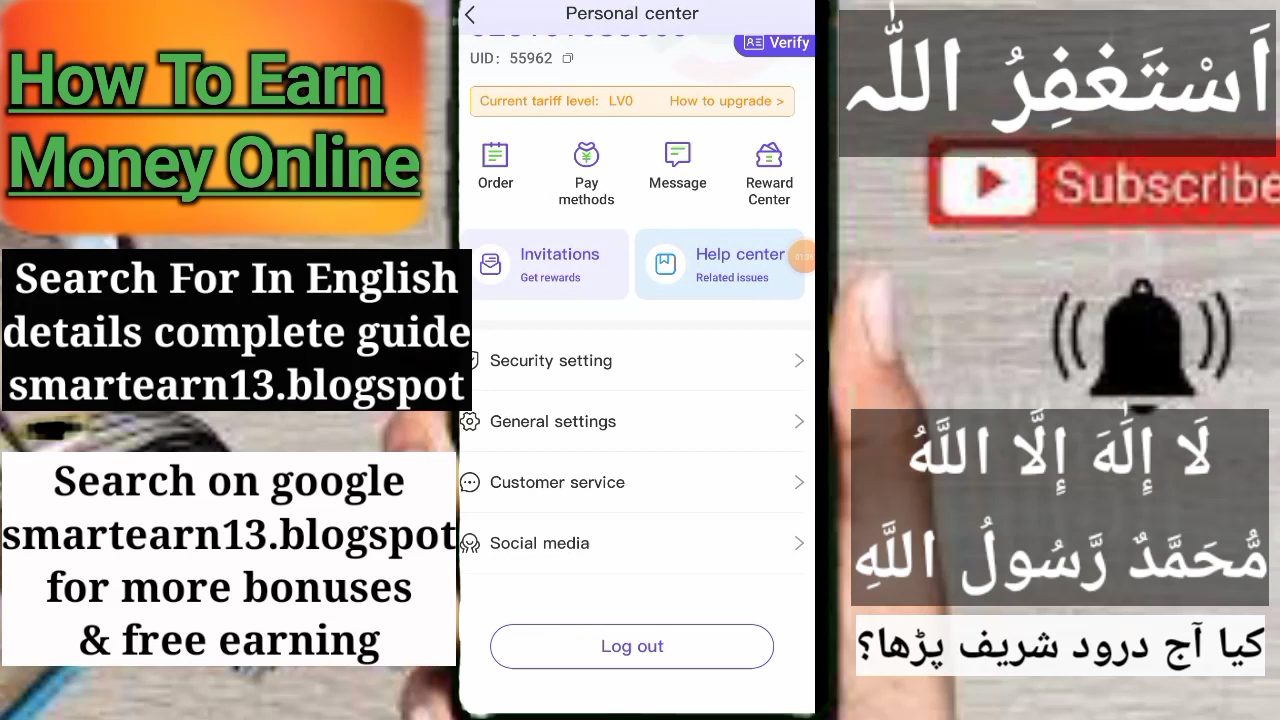 How To Earn
Money Online
Search For In English
details complete guide
smartearn13.blogspot
Search on google
smartearn13.blogspot
for more bonuses
& free earning
Personal center
UID: 55962
Verify
Current tariff level: LV0
How to upgrade >
Order
Pay
methods
Message
Reward
Center
Invitations
Get rewards
Help center
Related issues
Security setting
General settings
Customer service
Social media
Log out
اَسْتَغفِرُ اللّٰہ
Subscribe
لَا إِلٰهَ إِلَّا اللَّهُ
مُّحَمَّدٌ رَّسُولُ اللَّهِ
کیا آج درود شریف پڑھا؟